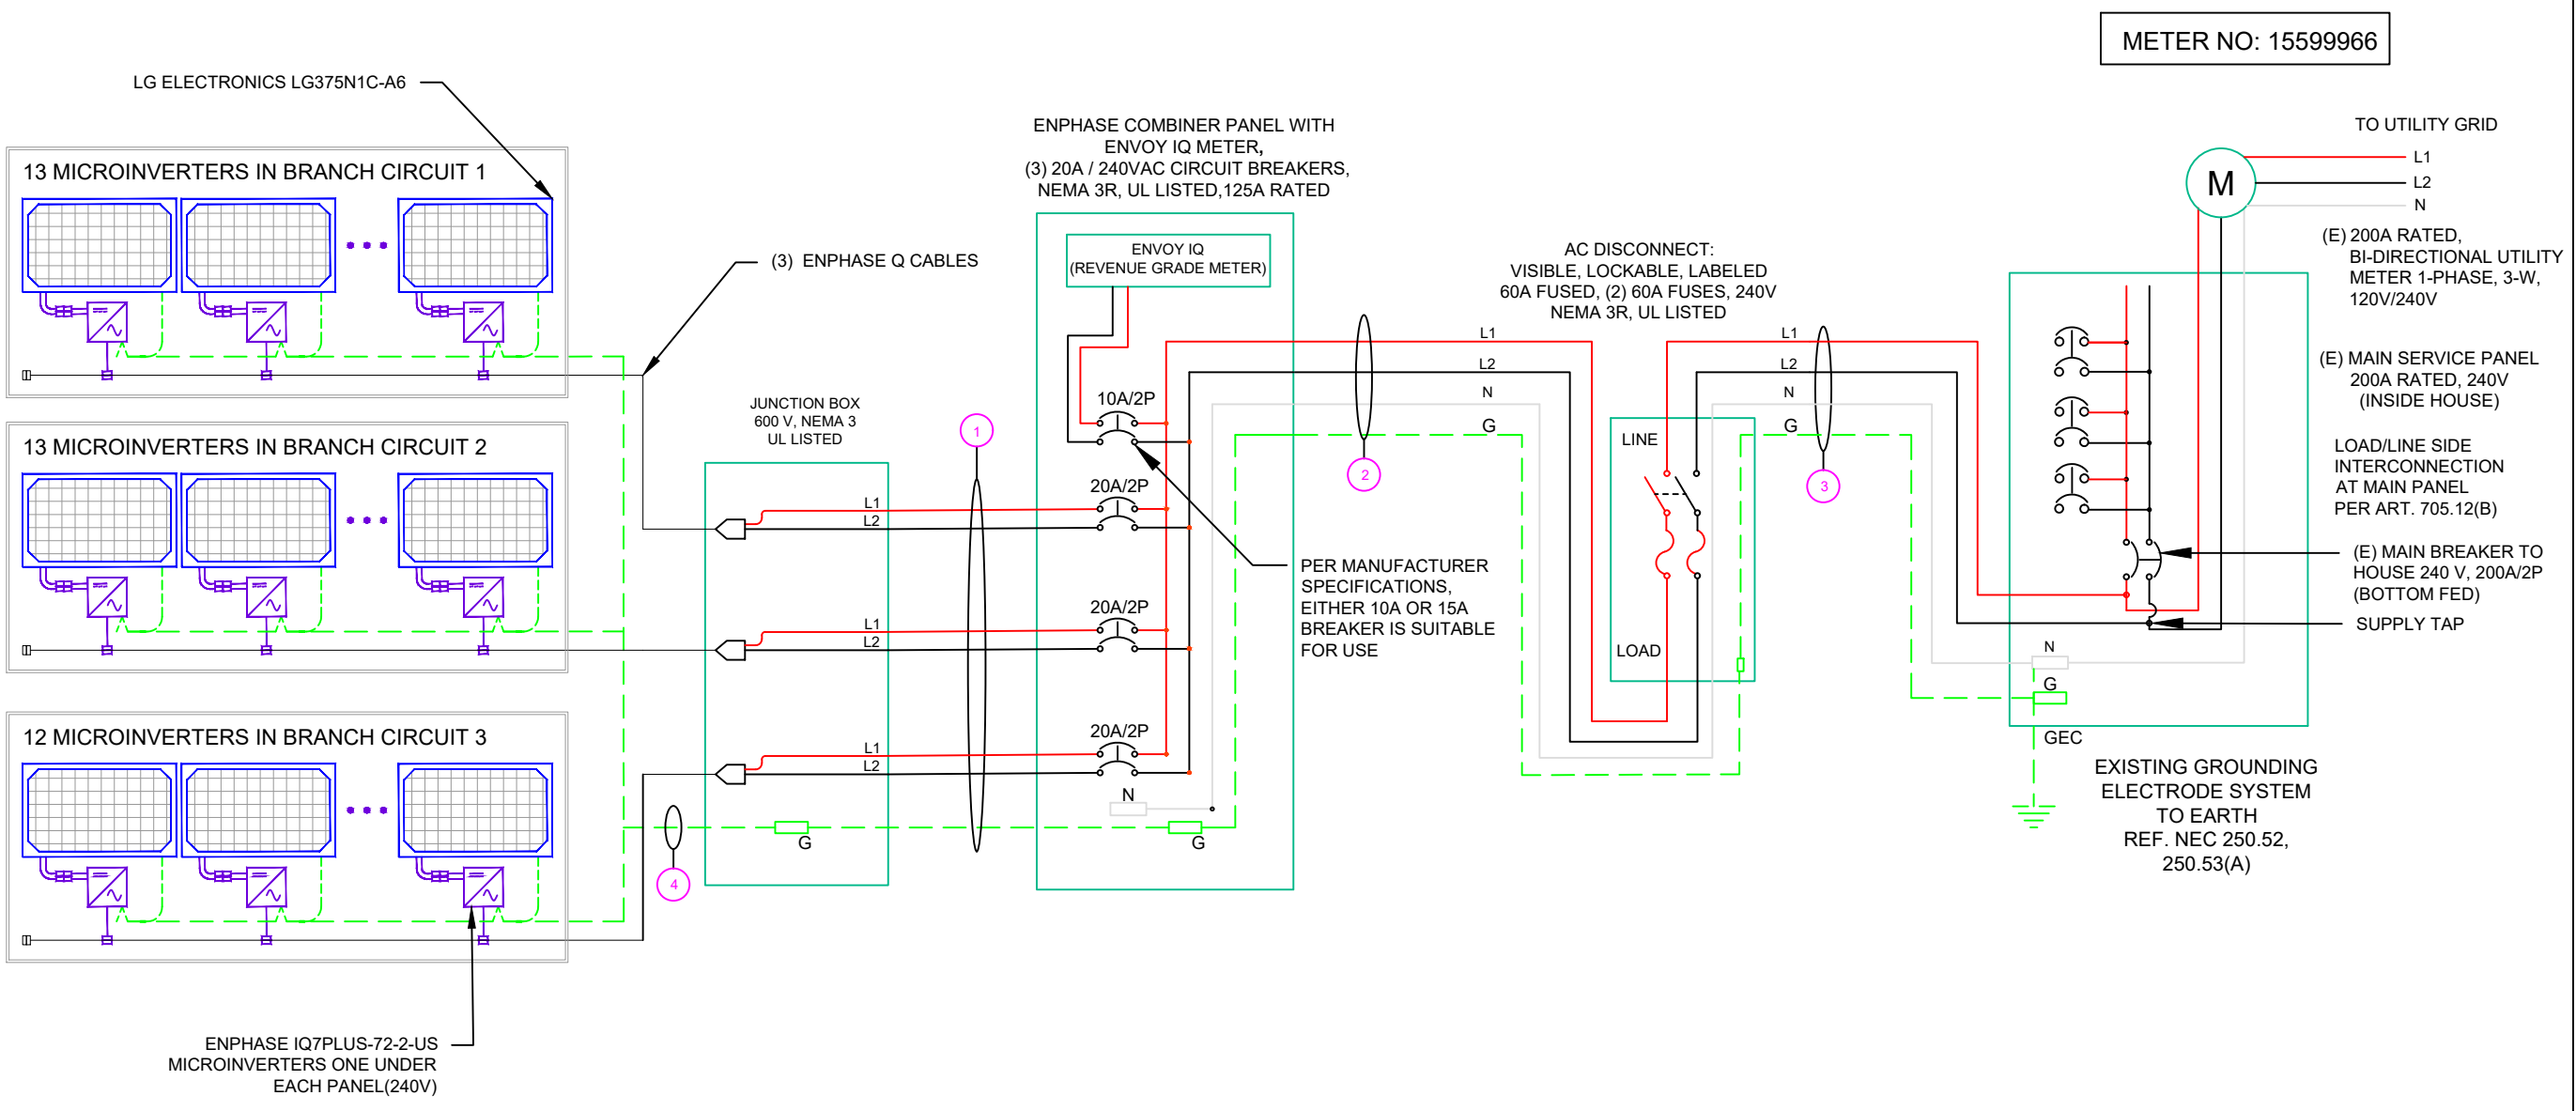 METER NO: 15599966
LG ELECTRONICS LG375N1C-A6
13 MICROINVERTERS IN BRANCH CIRCUIT 1
(3)  ENPHASE Q CABLES
13 MICROINVERTERS IN BRANCH CIRCUIT 2
12 MICROINVERTERS IN BRANCH CIRCUIT 3
ENPHASE IQ7PLUS-72-2-US
MICROINVERTERS ONE UNDER
EACH PANEL(240V)
JUNCTION BOX
600 V, NEMA 3
UL LISTED
L1
L2
L1
L2
L1
L2
G
4
1
ENPHASE COMBINER PANEL WITH
ENVOY IQ METER,
(3) 20A / 240VAC CIRCUIT BREAKERS,
NEMA 3R, UL LISTED,125A RATED
ENVOY IQ
(REVENUE GRADE METER)
10A/2P
20A/2P
20A/2P
20A/2P
N
G
PER MANUFACTURER
SPECIFICATIONS,
EITHER 10A OR 15A
BREAKER IS SUITABLE
FOR USE
2
L1
L2
N
G
AC DISCONNECT:
VISIBLE, LOCKABLE, LABELED
60A FUSED, (2) 60A FUSES, 240V
NEMA 3R, UL LISTED
LINE
LOAD
L1
L2
N
G
3
TO UTILITY GRID
M
L1
L2
N
(E) 200A RATED,
BI-DIRECTIONAL UTILITY
METER 1-PHASE, 3-W,
120V/240V
(E) MAIN SERVICE PANEL
200A RATED, 240V
(INSIDE HOUSE)
LOAD/LINE SIDE
INTERCONNECTION
AT MAIN PANEL
PER ART. 705.12(B)
(E) MAIN BREAKER TO
HOUSE 240 V, 200A/2P
(BOTTOM FED)
SUPPLY TAP
N
G
GEC
EXISTING GROUNDING
ELECTRODE SYSTEM
TO EARTH
REF. NEC 250.52,
250.53(A)